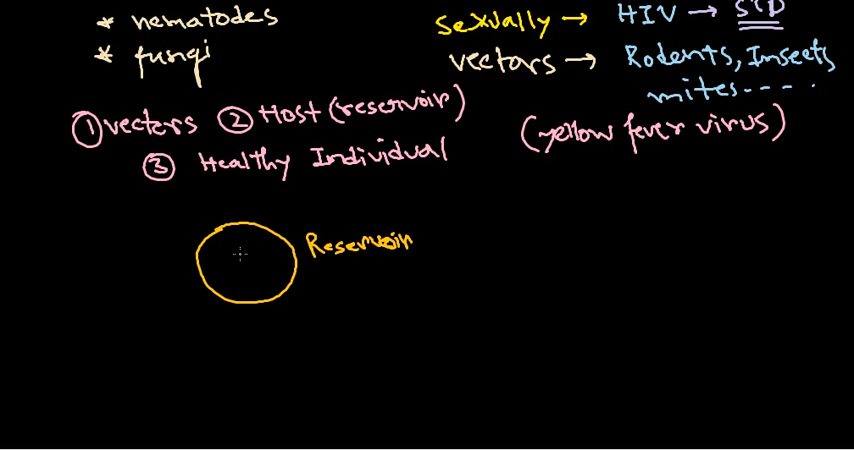 * nematodes
* fungi
Sexually → HIV → STD
vectors → Rodents, Insects,
mites----.
① vectors ② Host (reservoir)
③ Healthy Individual
(yellow fever virus)
Reservoir